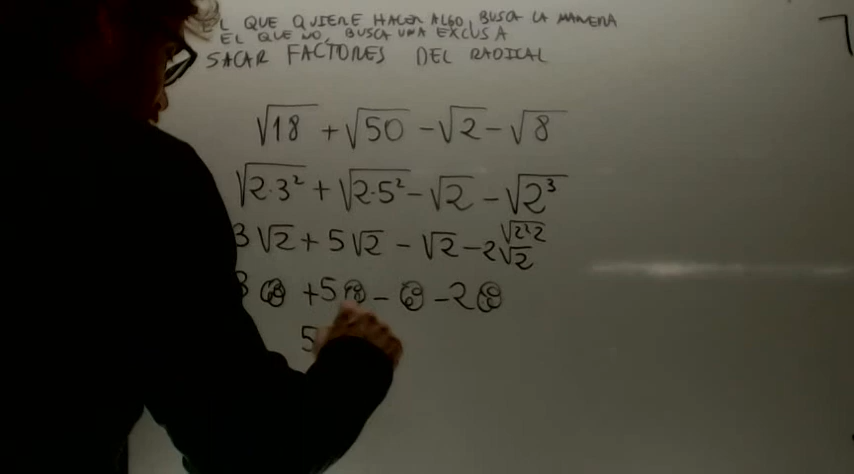 EL QUE QUIERE HACER ALGO, BUSCA LA MANERA
EL QUE NO, BUSCA UNA EXCUSA
SACAR FACTORES DEL RADICAL
√18 + √50 - √2 - √8
√2·3² + √2·5² - √2 - √2³
√2²2
3√2 + 5√2 - √2 - 2√2
3 +5 - -2
5